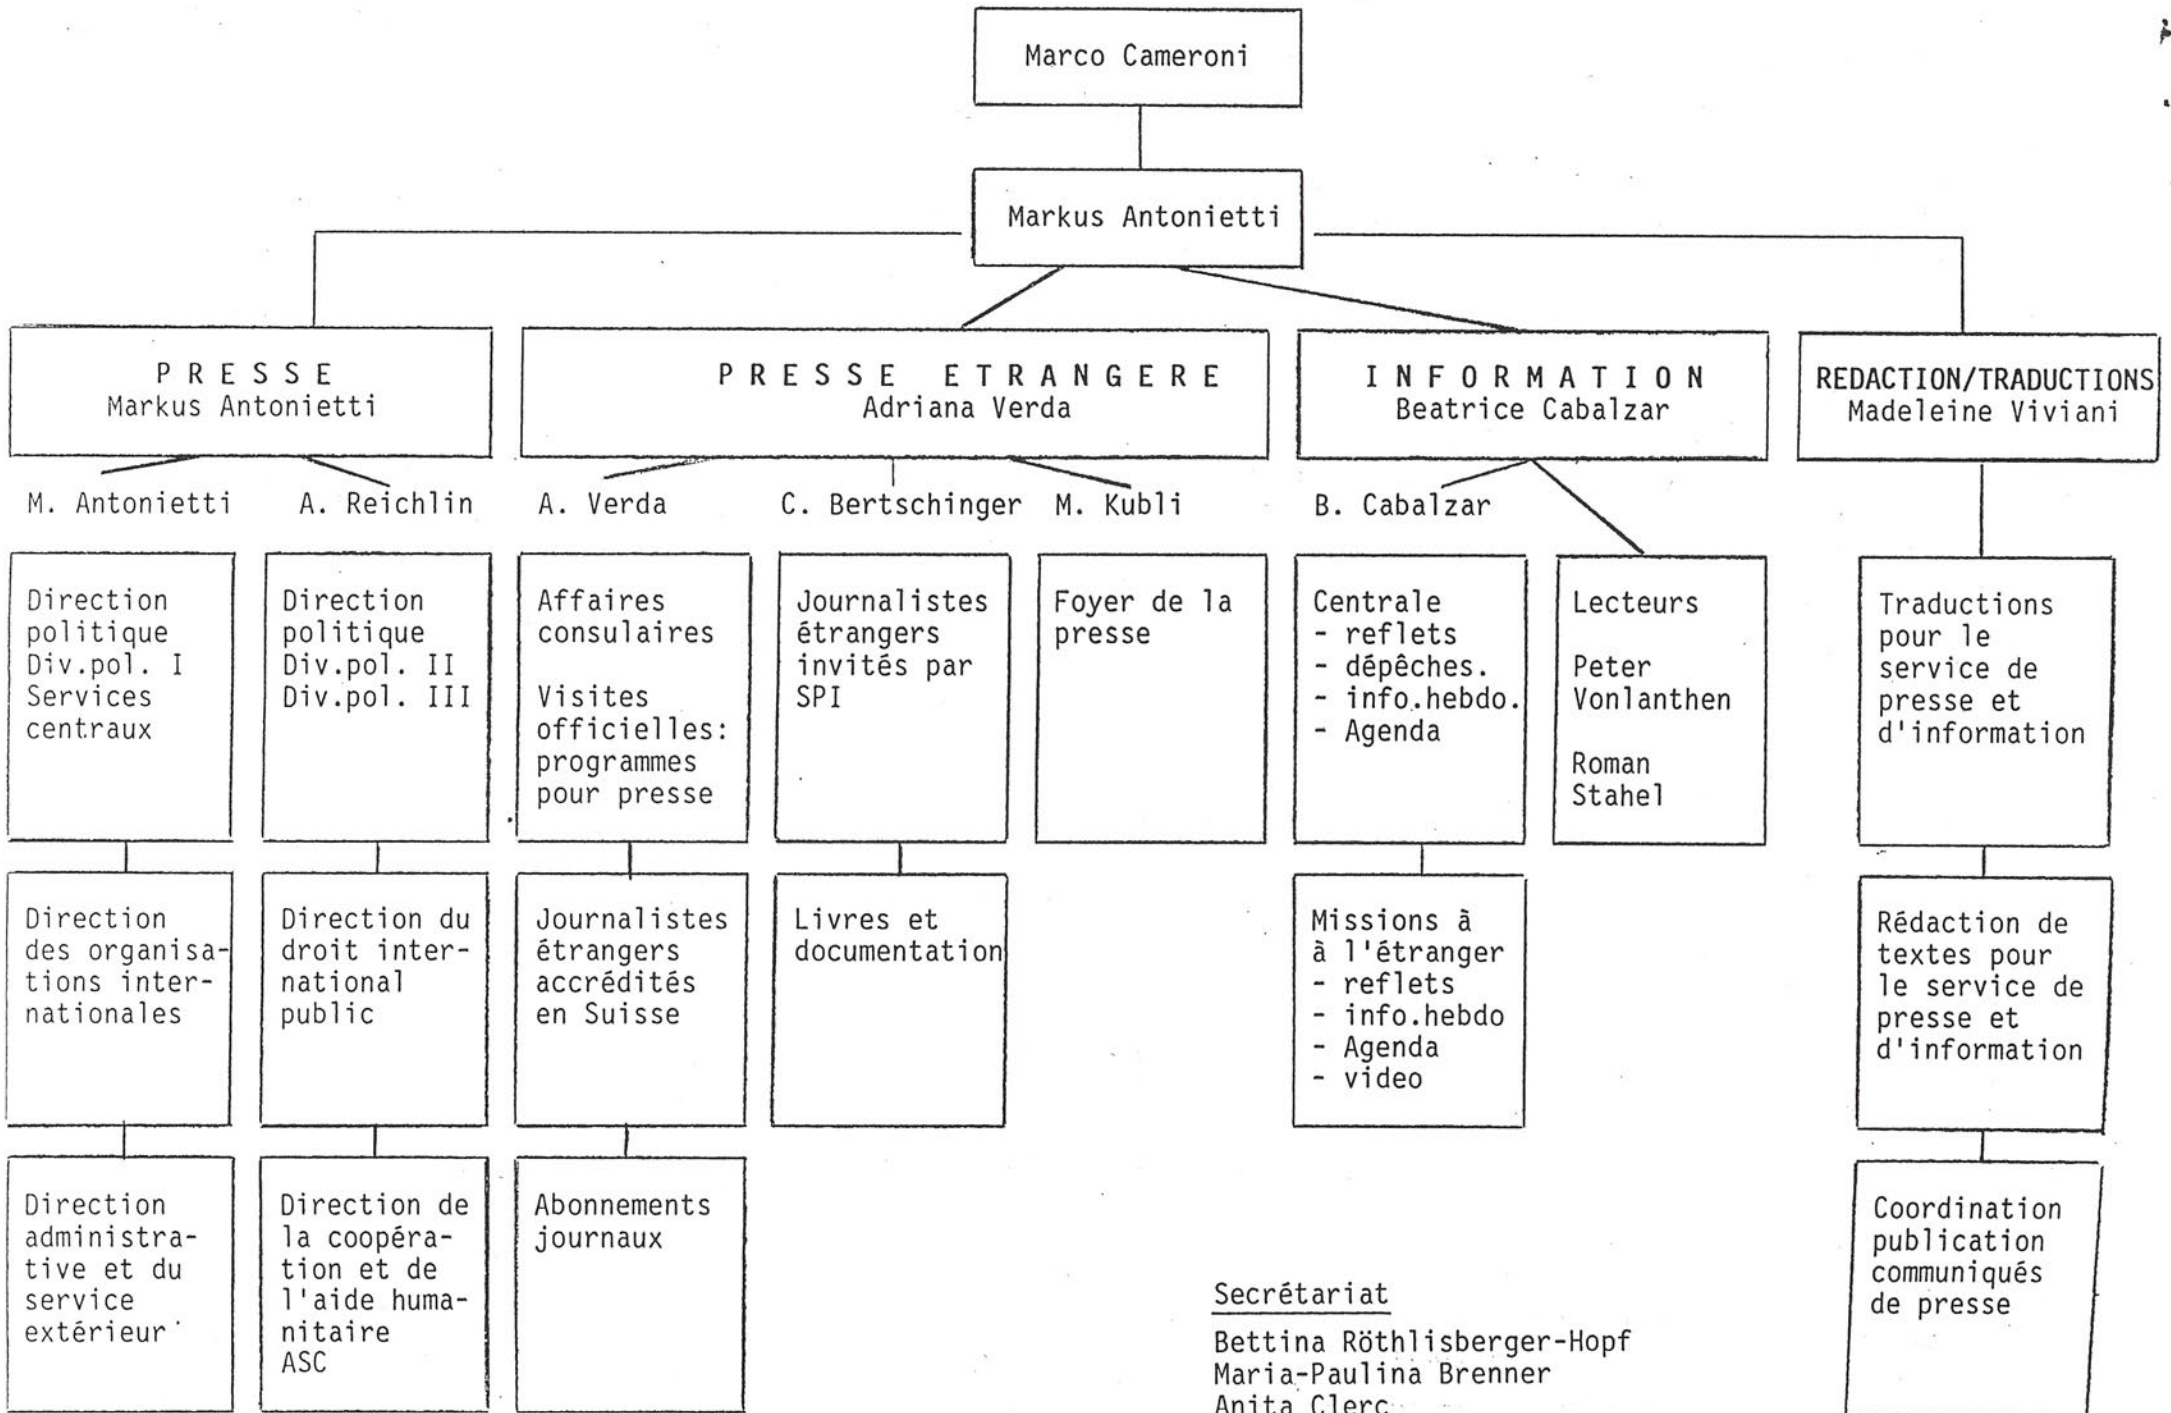 Marco Cameroni
Markus Antonietti
P R E S S E
Markus Antonietti
P R E S S E   E T R A N G E R E
Adriana Verda
I N F O R M A T I O N
Beatrice Cabalzar
REDACTION/TRADUCTIONS
Madeleine Viviani
M. Antonietti
A. Reichlin
A. Verda
C. Bertschinger
M. Kubli
B. Cabalzar
Direction
politique
Div.pol. I
Services
centraux
Direction
politique
Div.pol. II
Div.pol. III
Affaires
consulaires
Visites
officielles:
programmes
pour presse
Journalistes
étrangers
invités par
SPI
Foyer de la
presse
Centrale
- reflets
- dépêches.
- info.hebdo.
- Agenda
Lecteurs
Peter
Vonlanthen
Roman
Stahel
Traductions
pour le
service de
presse et
d'information
Direction
des organisa-
tions inter-
nationales
Direction du
droit inter-
national
public
Journalistes
étrangers
accrédités
en Suisse
Livres et
documentation
Missions à
à l'étranger
- reflets
- info.hebdo
- Agenda
- video
Rédaction de
textes pour
le service de
presse et
d'information
Direction
administra-
tive et du
service
extérieur
Direction de
la coopéra-
tion et de
l'aide huma-
nitaire
ASC
Abonnements
journaux
Coordination
publication
communiqués
de presse
Secrétariat
Bettina Röthlisberger-Hopf
Maria-Paulina Brenner
Anita Clerc